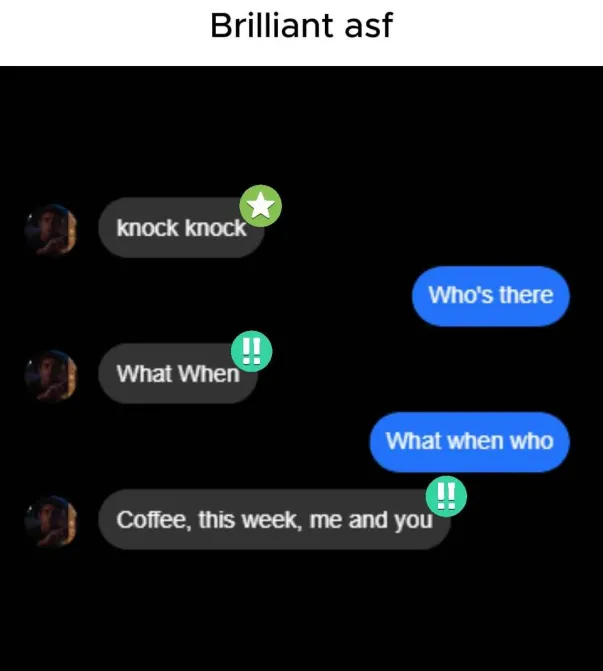 Brilliant asf
knock knock
Who's there
!!
What When
What when who
!!
Coffee, this week, me and you